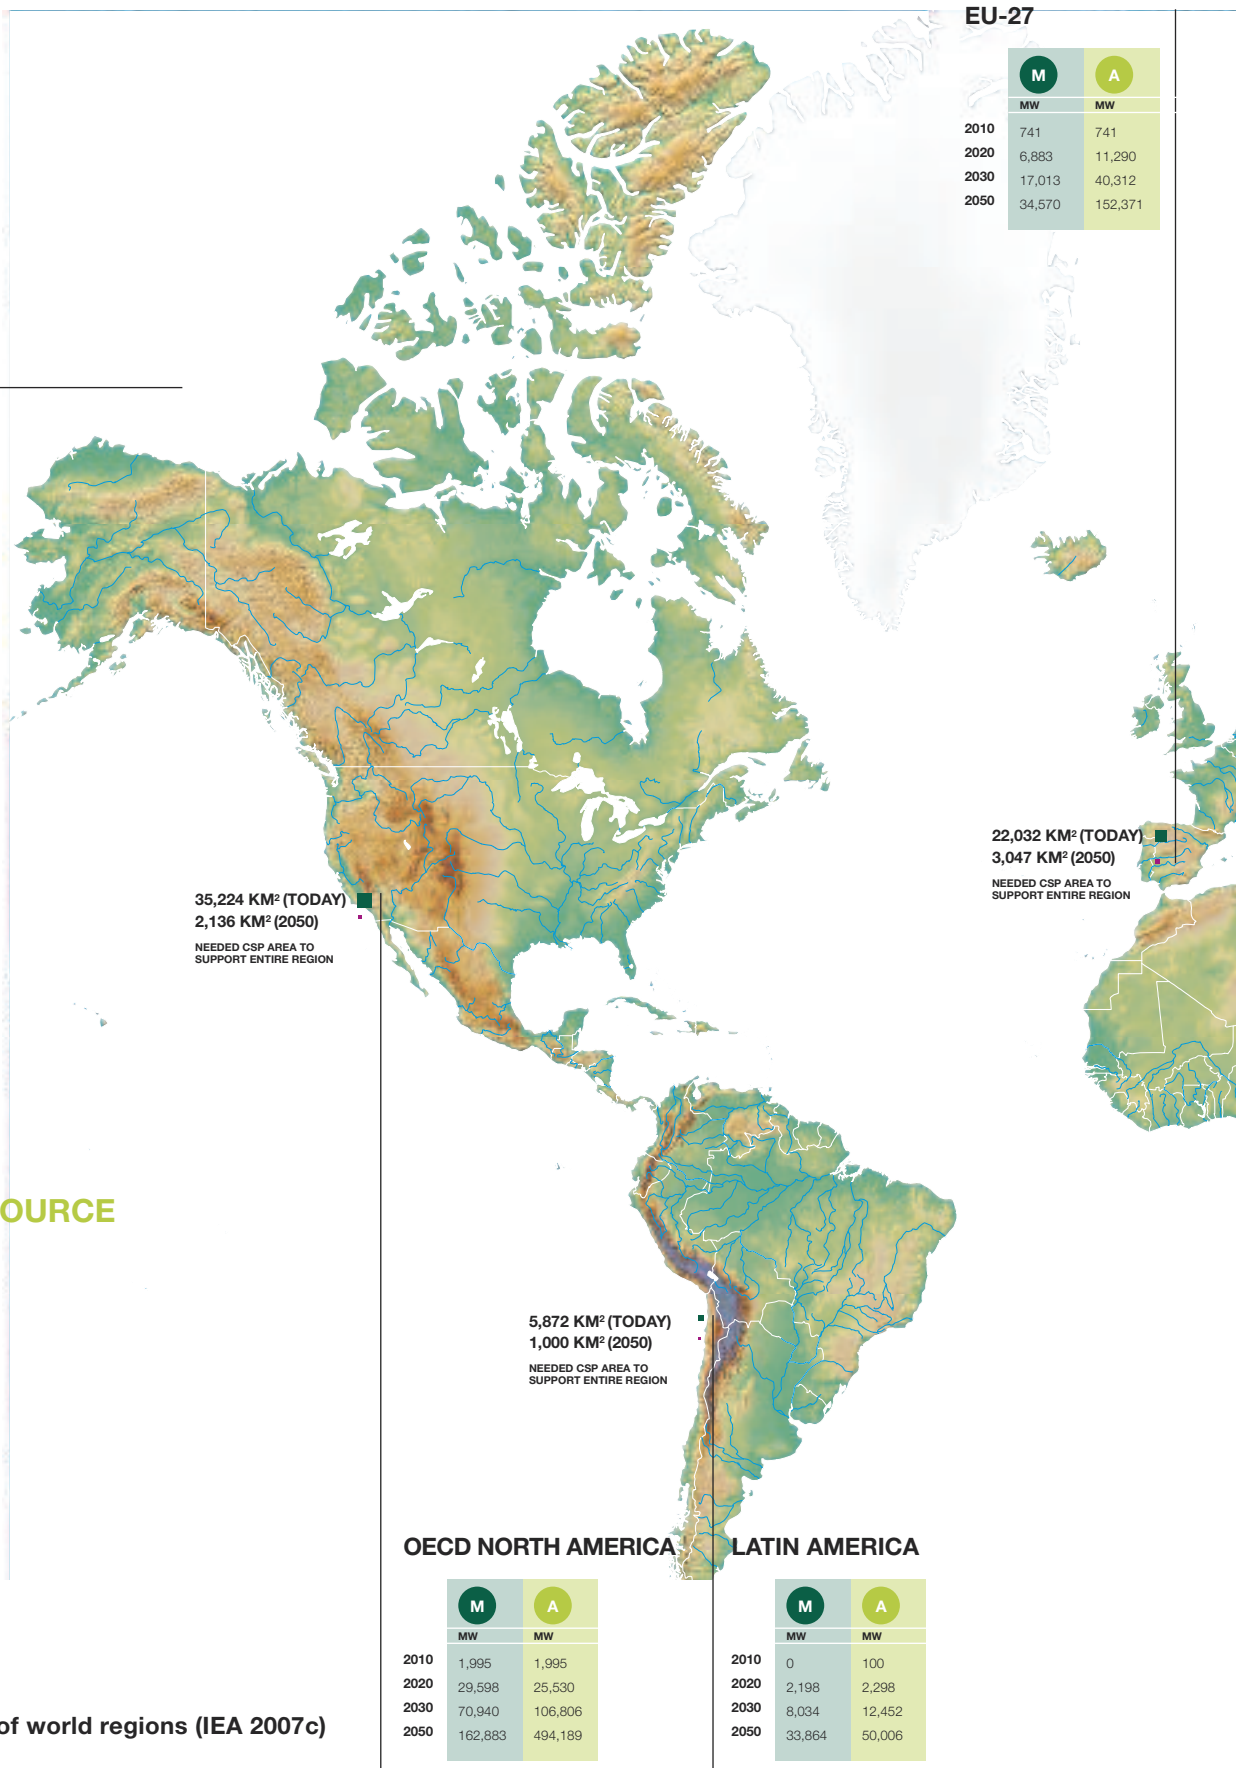 EU-27
M A
MW MW
2010 741 741
2020 6,883 11,290
2030 17,013 40,312
2050 34,570 152,371
22,032 KM² (TODAY)
3,047 KM² (2050)
NEEDED CSP AREA TO
SUPPORT ENTIRE REGION
35,224 KM² (TODAY)
2,136 KM² (2050)
NEEDED CSP AREA TO
SUPPORT ENTIRE REGION
OURCE
5,872 KM² (TODAY)
1,000 KM² (2050)
NEEDED CSP AREA TO
SUPPORT ENTIRE REGION
OECD NORTH AMERICA
M A
MW MW
2010 1,995 1,995
2020 29,598 25,530
2030 70,940 106,806
2050 162,883 494,189
LATIN AMERICA
M A
MW MW
2010 0 100
2020 2,198 2,298
2030 8,034 12,452
2050 33,864 50,006
of world regions (IEA 2007c)